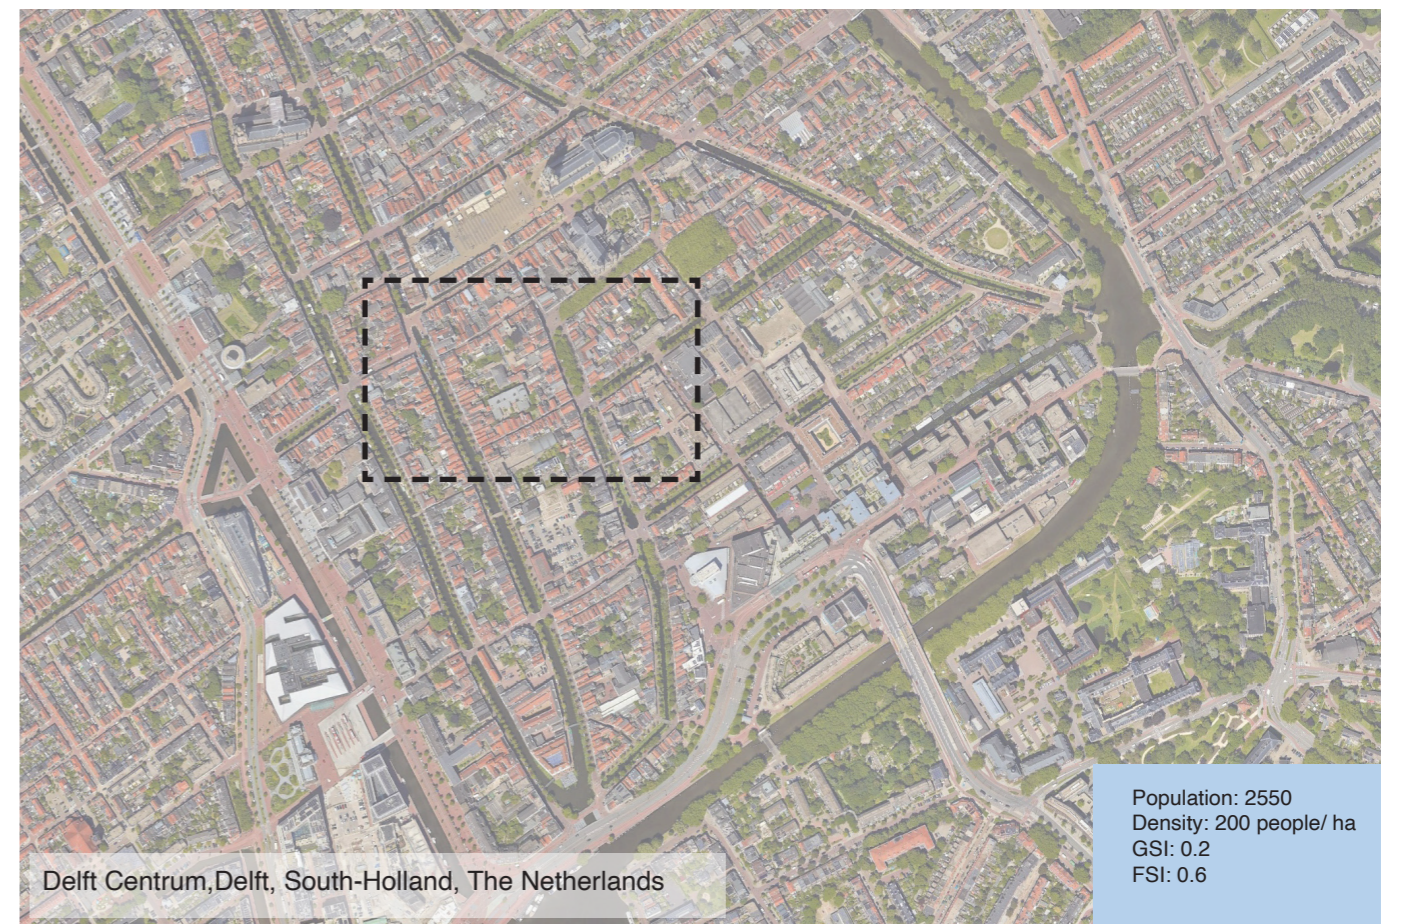 Population: 2550
Density: 200 people/ ha
GSI: 0.2
FSI: 0.6
Delft Centrum,Delft, South-Holland, The Netherlands